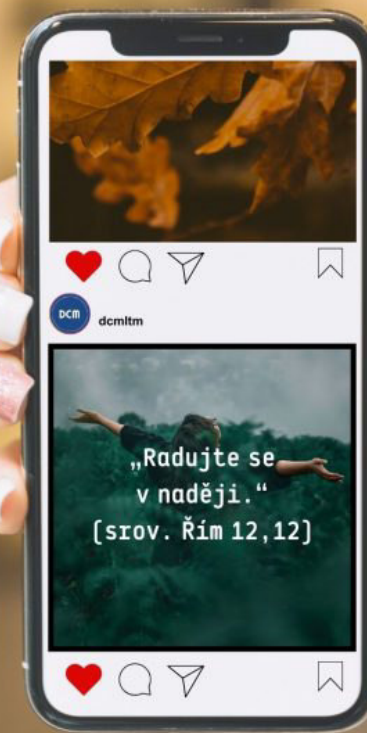 DCM
dcmltm
„Radujte se
v naději.“
(srov. Řím 12,12)